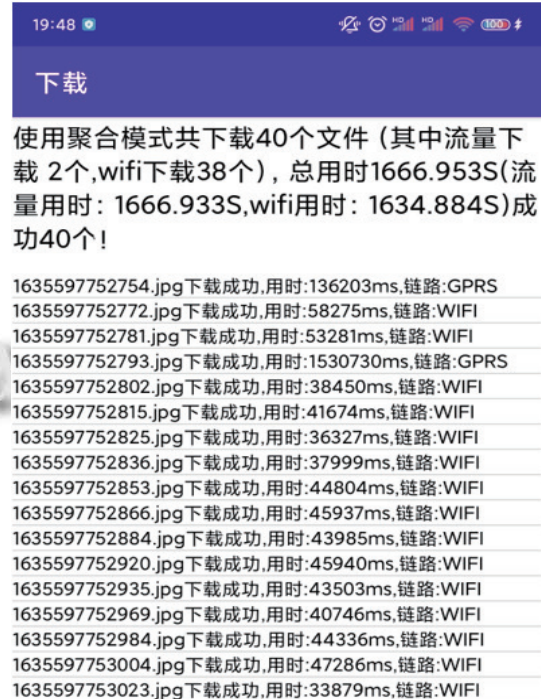 19:48
HD HD 100
下载
使用聚合模式共下载40个文件 (其中流量下
载 2个,wifi下载38个) , 总用时1666.953S(流
量用时: 1666.933S,wifi用时: 1634.884S)成
功40个!
1635597752754.jpg下载成功,用时:136203ms,链路:GPRS
1635597752772.jpg下载成功,用时:58275ms,链路:WIFI
1635597752781.jpg下载成功,用时:53281ms,链路:WIFI
1635597752793.jpg下载成功,用时:1530730ms,链路:GPRS
1635597752802.jpg下载成功,用时:38450ms,链路:WIFI
1635597752815.jpg下载成功,用时:41674ms,链路:WIFI
1635597752825.jpg下载成功,用时:36327ms,链路:WIFI
1635597752836.jpg下载成功,用时:37999ms,链路:WIFI
1635597752853.jpg下载成功,用时:44804ms,链路:WIFI
1635597752866.jpg下载成功,用时:45937ms,链路:WIFI
1635597752884.jpg下载成功,用时:43985ms,链路:WIFI
1635597752920.jpg下载成功,用时:45940ms,链路:WIFI
1635597752935.jpg下载成功,用时:43503ms,链路:WIFI
1635597752969.jpg下载成功,用时:40746ms,链路:WIFI
1635597752984.jpg下载成功,用时:44336ms,链路:WIFI
1635597753004.jpg下载成功,用时:47286ms,链路:WIFI
1635597753023.jpg下载成功,用时:33879ms,链路:WIFI